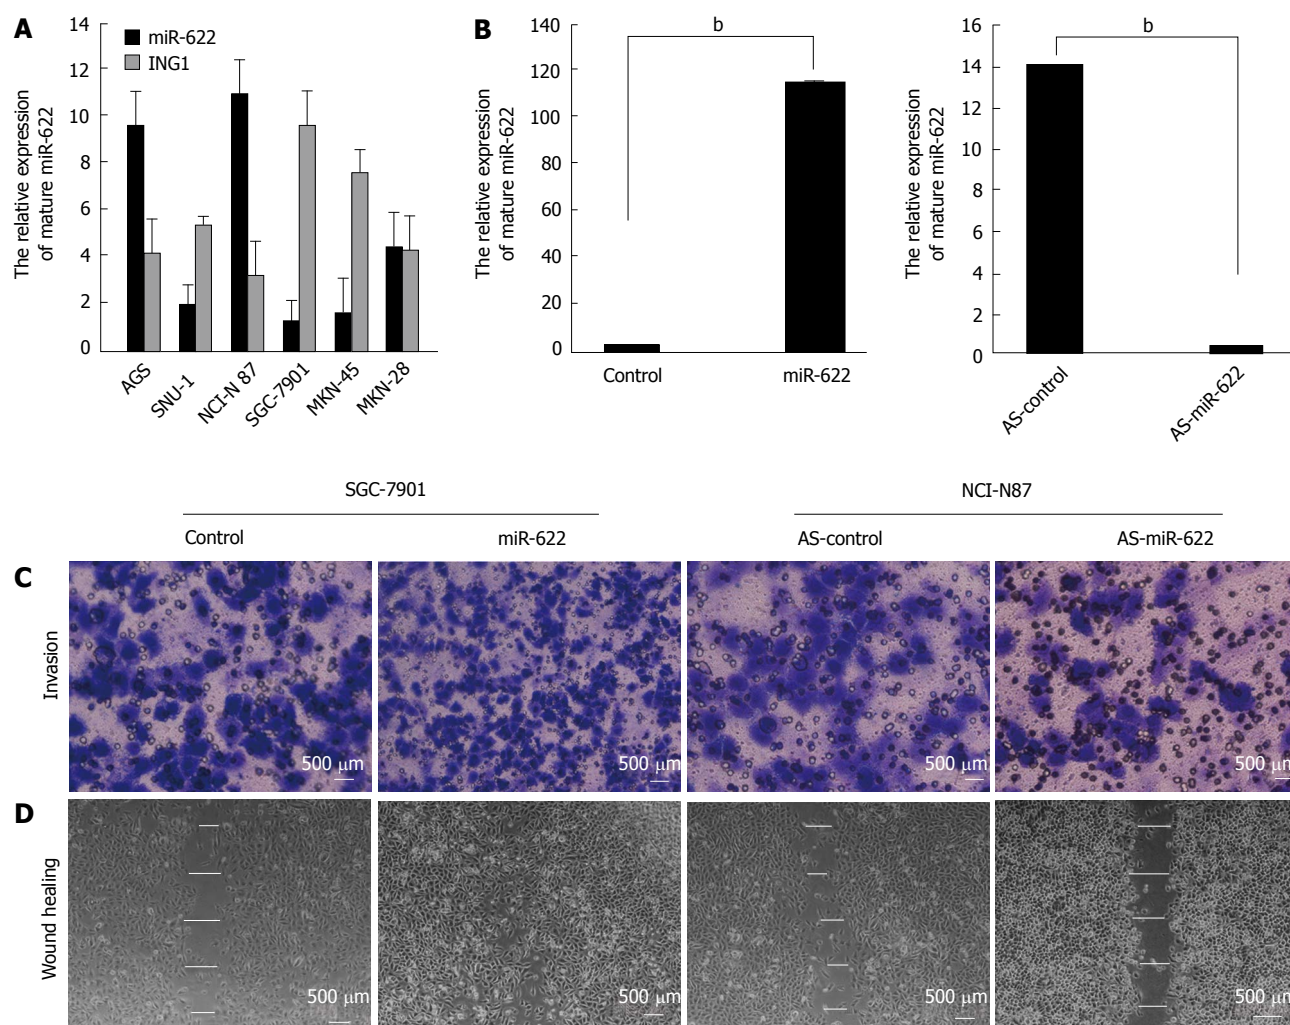 A
14
12
10
8
6
4
2
0
The relative expression
of mature miR-622
miR-622
ING1
AGS
SNU-1
NCI-N 87
SGC-7901
MKN-45
MKN-28
B
140
120
100
80
60
40
20
0
The relative expression
of mature miR-622
b
Control
miR-622
16
14
12
10
8
6
4
2
0
The relative expression
of mature miR-622
b
AS-control
AS-miR-622
SGC-7901
NCI-N87
Control
miR-622
AS-control
AS-miR-622
C
Invasion
500 μm
500 μm
500 μm
500 μm
D
Wound healing
500 μm
500 μm
500 μm
500 μm